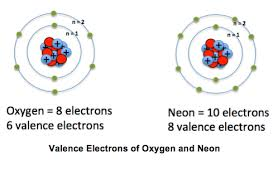 n = 2
n = 1
n = 2
n = 1
Oxygen = 8 electrons
6 valence electrons
Neon = 10 electrons
8 valence electrons
Valence Electrons of Oxygen and Neon